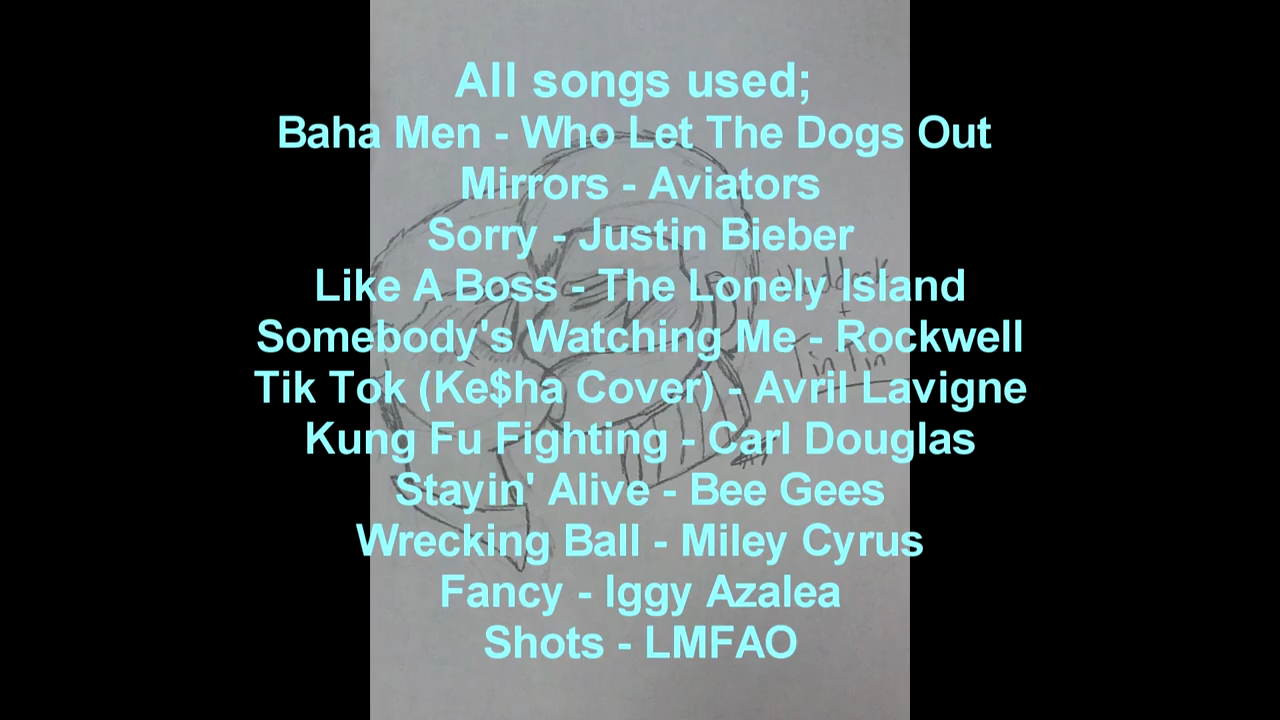 All songs used;
Baha Men - Who Let The Dogs Out
Mirrors - Aviators
Sorry - Justin Bieber
Like A Boss - The Lonely Island
Somebody's Watching Me - Rockwell
Tik Tok (Ke$ha Cover) - Avril Lavigne
Kung Fu Fighting - Carl Douglas
Stayin' Alive - Bee Gees
Wrecking Ball - Miley Cyrus
Fancy - Iggy Azalea
Shots - LMFAO
+
TinTin